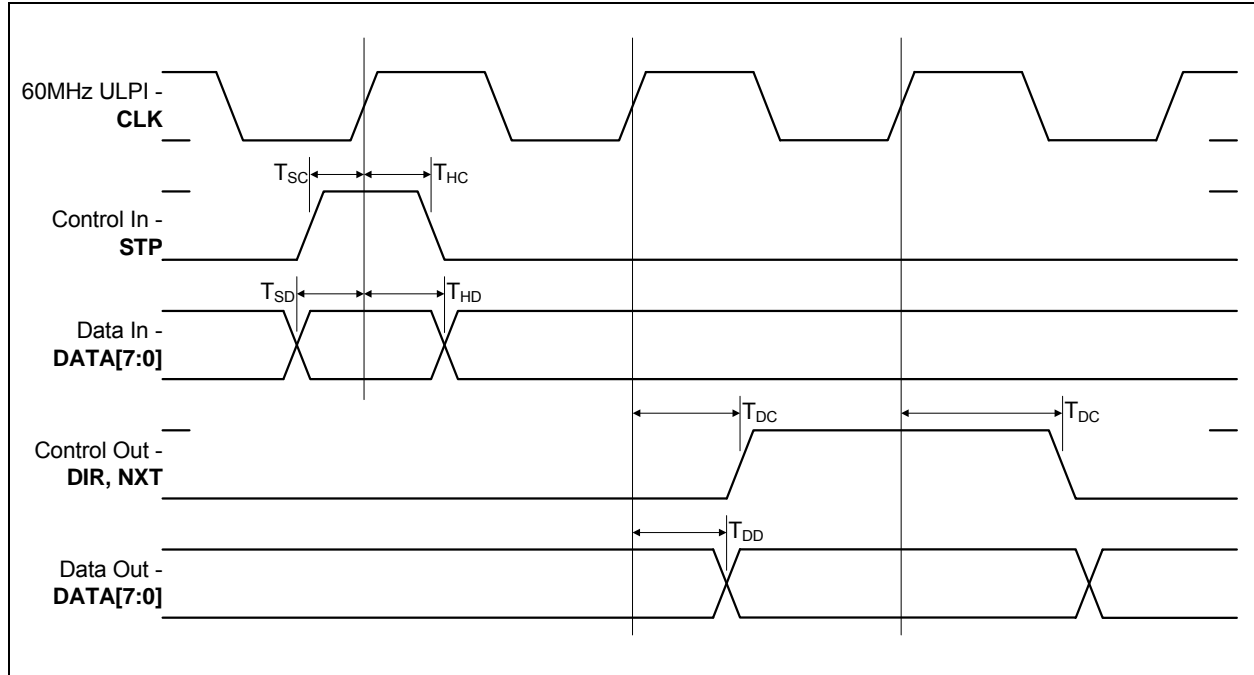 60MHz ULPI -
CLK
T_SC
T_HC
Control In -
STP
T_SD
T_HD
Data In -
DATA[7:0]
T_DC
T_DC
Control Out -
DIR, NXT
T_DD
Data Out -
DATA[7:0]